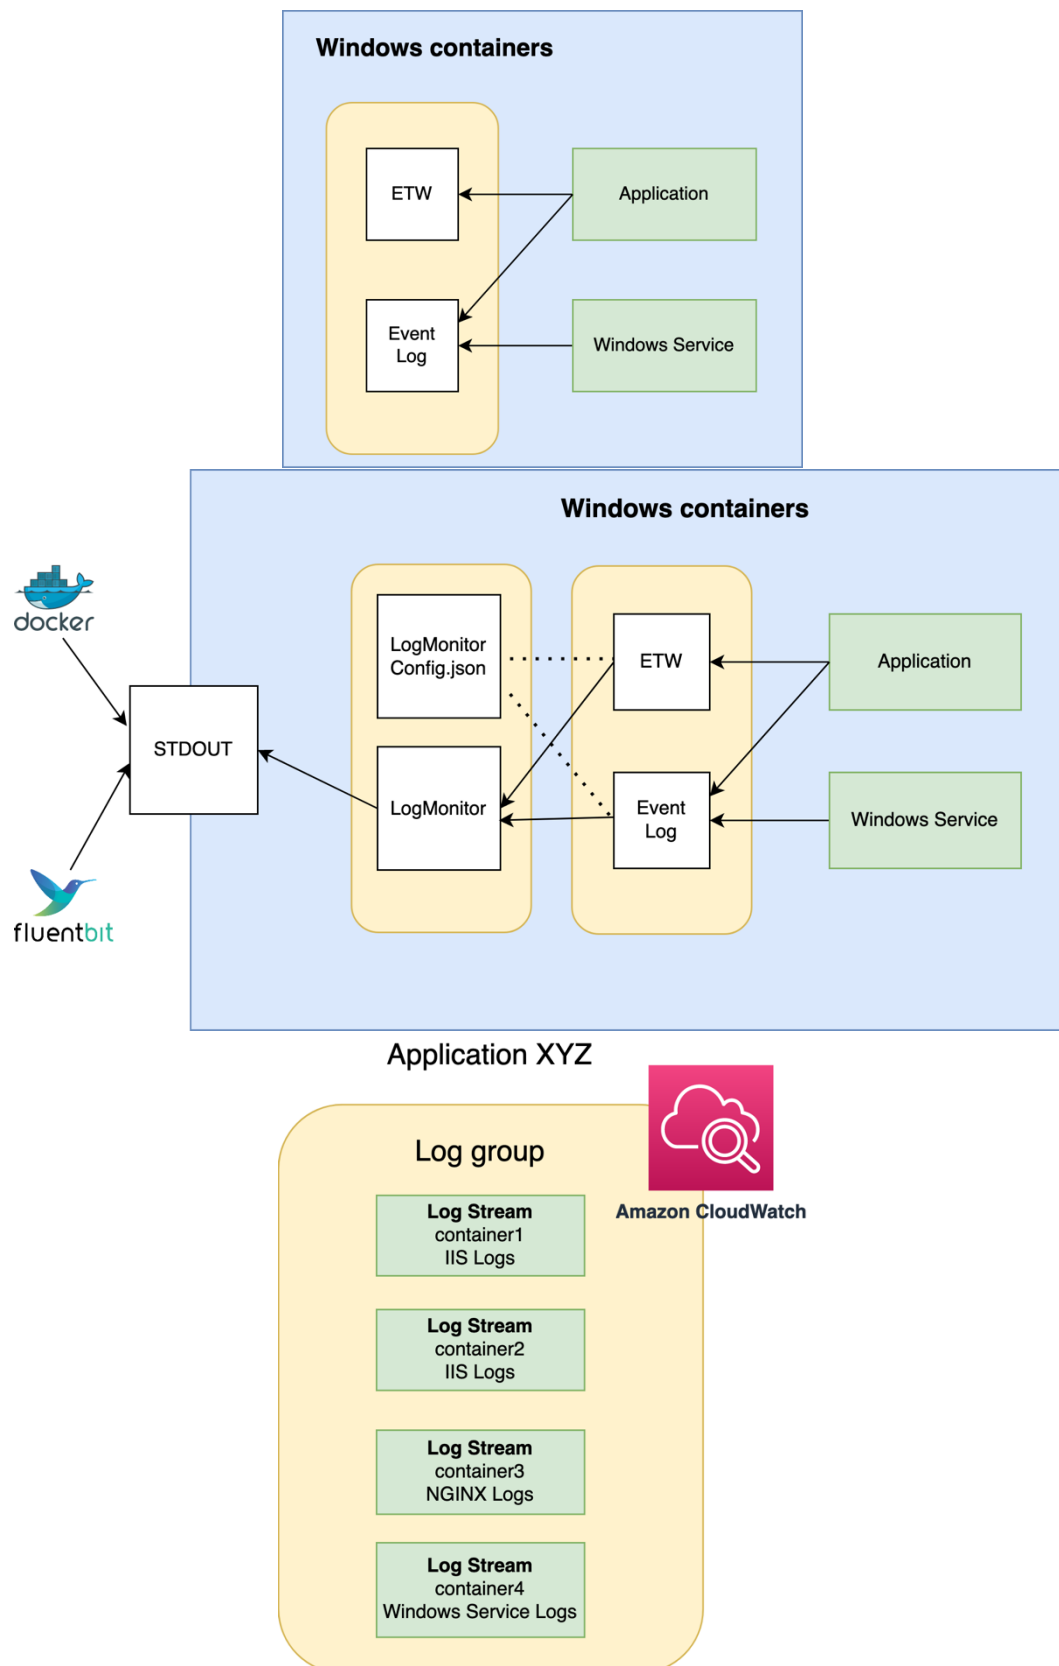 Windows containers
ETW
Application
Event
Log
Windows Service
Windows containers
docker
LogMonitor
Config.json
ETW
Application
STDOUT
LogMonitor
Event
Log
Windows Service
fluentbit
Application XYZ
Log group
Amazon CloudWatch
Log Stream
container1
IIS Logs
Log Stream
container2
IIS Logs
Log Stream
container3
NGINX Logs
Log Stream
container4
Windows Service Logs